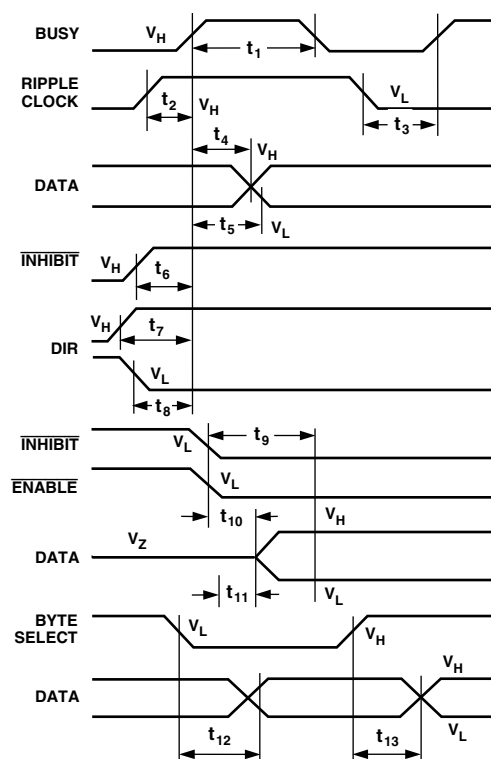 BUSY
V_H
t_1
RIPPLE
CLOCK
t_2
V_H
V_L
t_3
t_4
V_H
DATA
t_5
V_L
INHIBIT
V_H
t_6
V_H
t_7
DIR
V_L
t_8
INHIBIT
V_L
t_9
ENABLE
V_L
t_10
V_H
DATA
V_Z
t_11
V_L
BYTE
SELECT
V_L
V_H
DATA
V_H
V_L
t_12
t_13